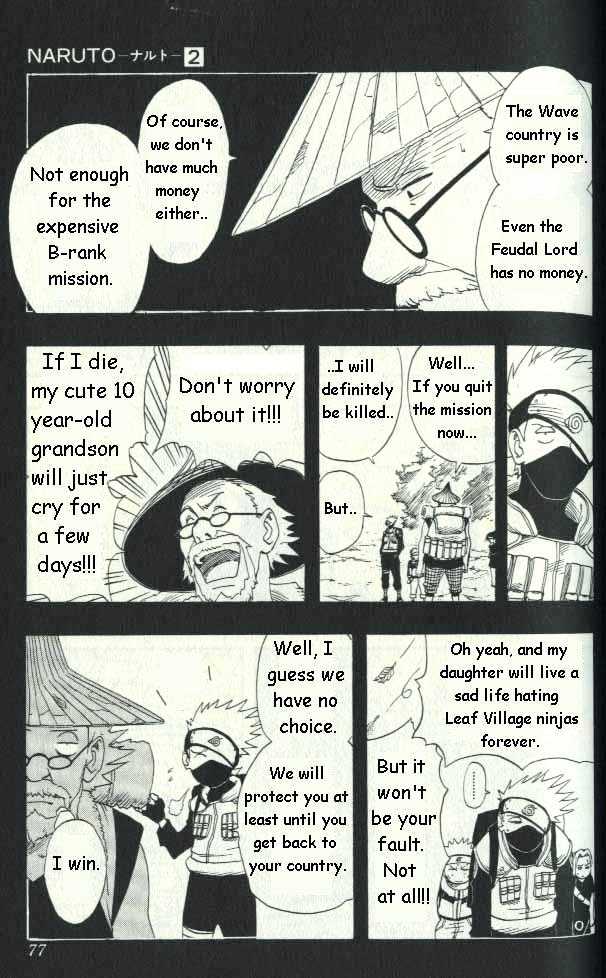 NARUTO —ナルト— 2
The Wave
country is
super poor.
Even the
Feudal Lord
has no money.
Of course,
we don't
have much
money
either..
Not enough
for the
expensive
B-rank
mission.
Well...
If you quit
the mission
now...
..I will
definitely
be killed..
But..
Don't worry
about it!!!
If I die,
my cute 10
year-old
grandson
will just
cry for
a few
days!!!
Oh yeah, and my
daughter will live a
sad life hating
Leaf Village ninjas
forever.
But it
won't
be your
fault.
Not
at all!!
.......
Well, I
guess we
have no
choice.
We will
protect you at
least until you
get back to
your country.
I win.
77